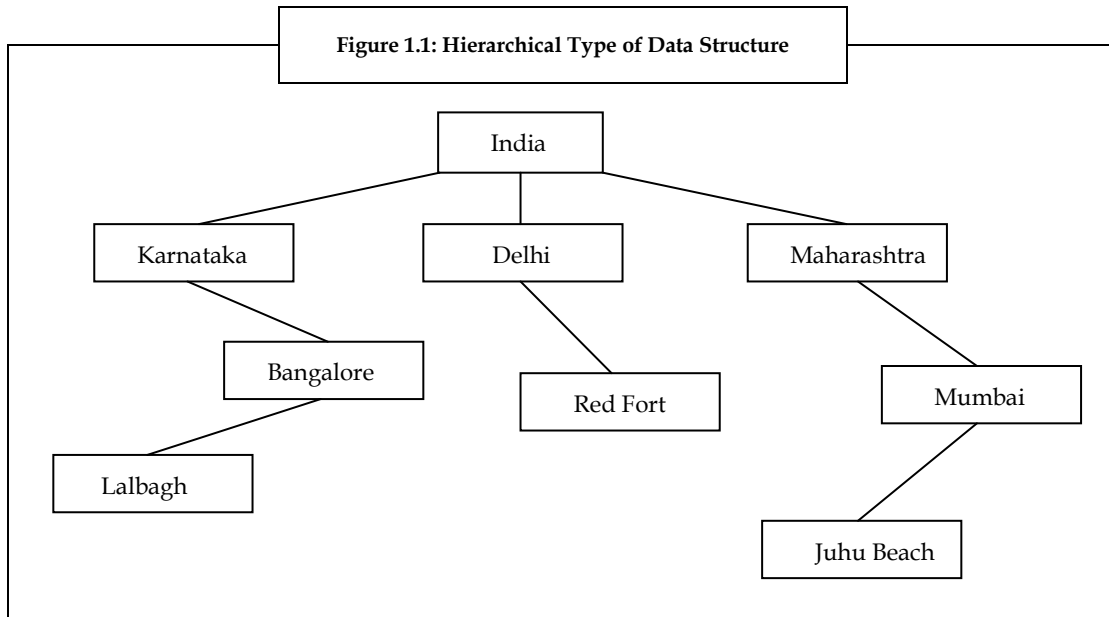 Figure 1.1: Hierarchical Type of Data Structure
India
Karnataka
Delhi
Maharashtra
Bangalore
Red Fort
Mumbai
Lalbagh
Juhu Beach